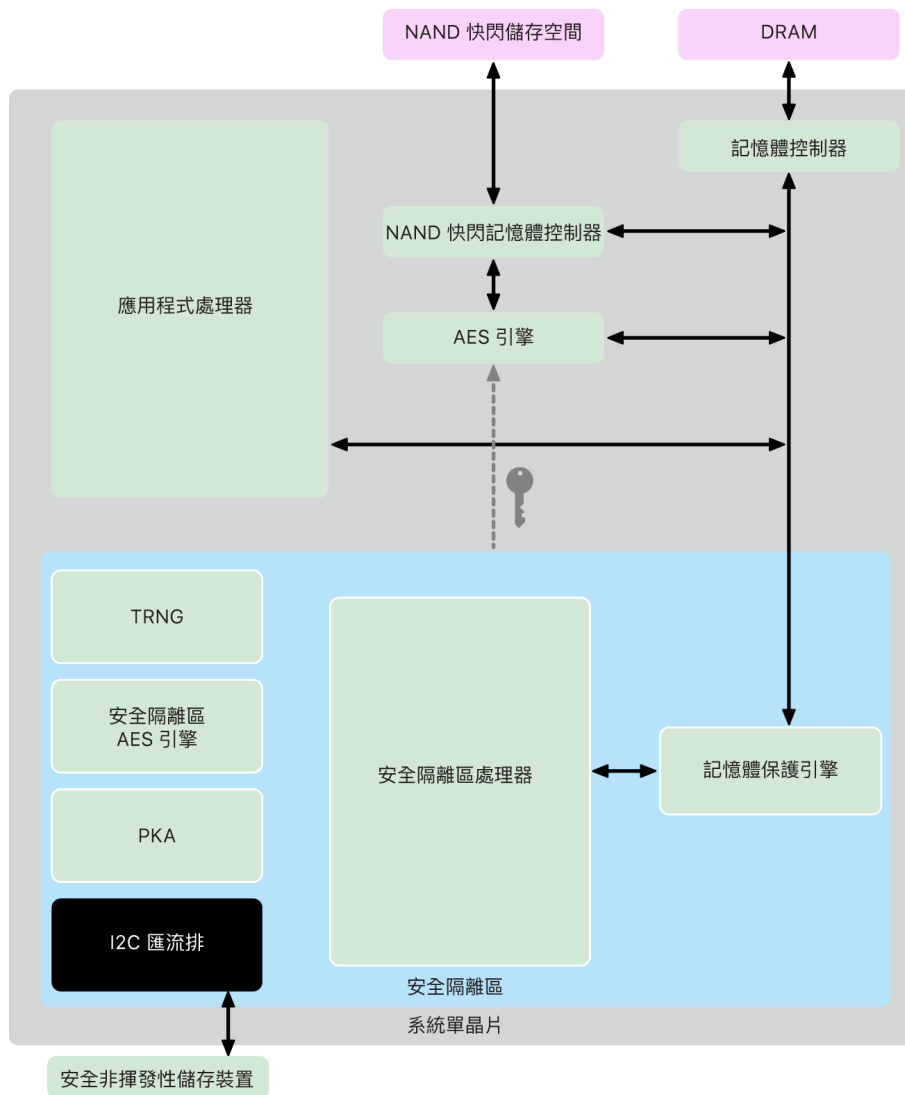 NAND 快閃儲存空間
DRAM
記憶體控制器
NAND 快閃記憶體控制器
應用程式處理器
AES 引擎
TRNG
安全隔離區
AES 引擎
安全隔離區處理器
記憶體保護引擎
PKA
I2C 匯流排
安全隔離區
系統單晶片
安全非揮發性儲存裝置